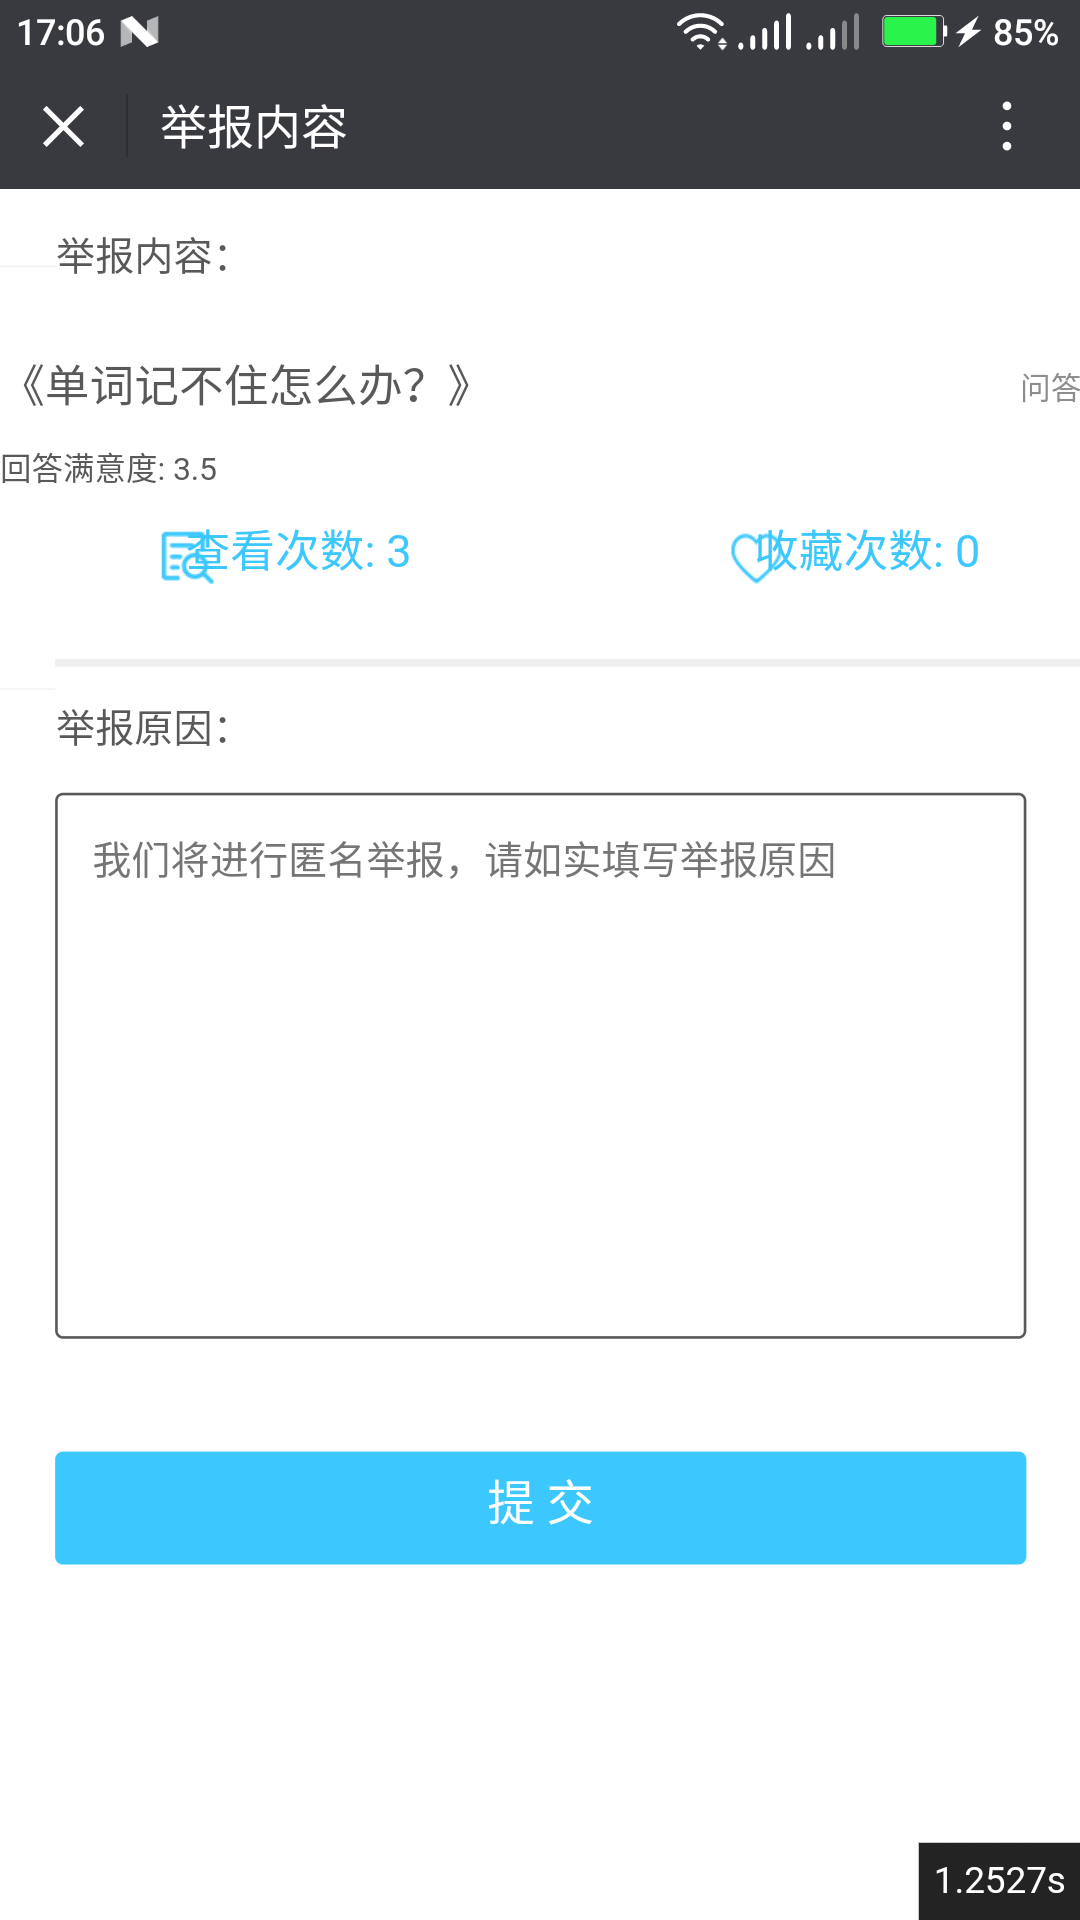 17:06 85%
举报内容
举报内容：
《单词记不住怎么办？》 问答
回答满意度: 3.5
查看次数: 3 收藏次数: 0
举报原因：
我们将进行匿名举报，请如实填写举报原因
提 交
1.2527s